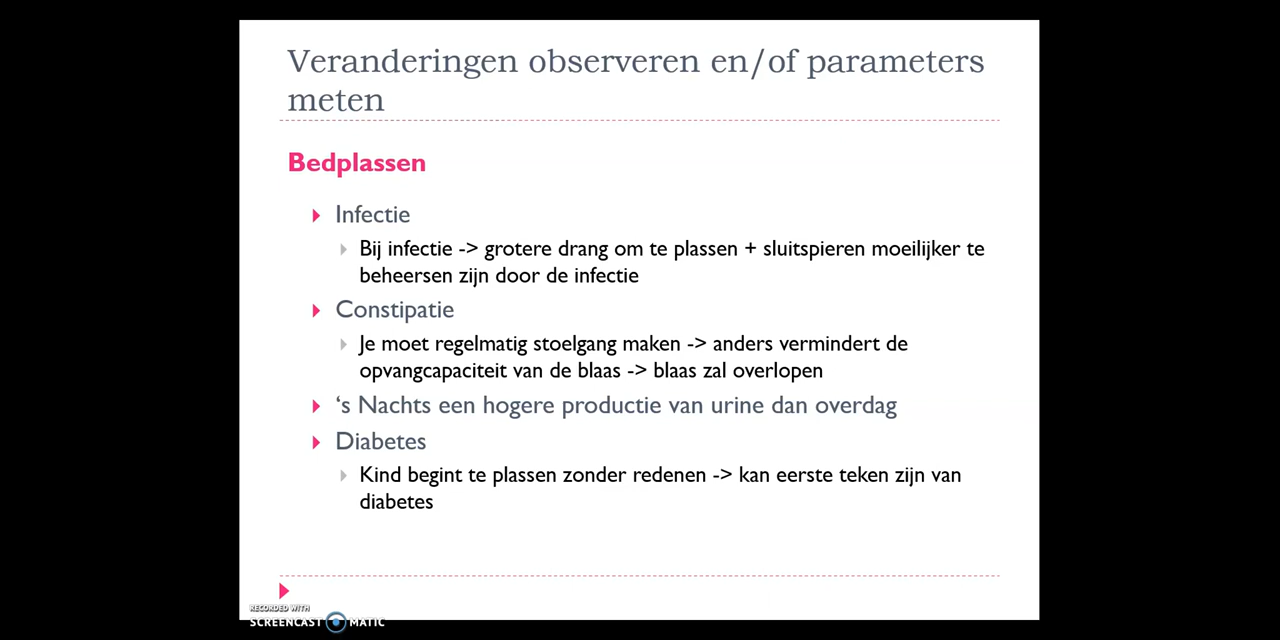 Veranderingen observeren en/of parameters
meten
Bedplassen
Infectie
Bij infectie -> grotere drang om te plassen + sluitspieren moeilijker te
beheersen zijn door de infectie
Constipatie
Je moet regelmatig stoelgang maken -> anders vermindert de
opvangcapaciteit van de blaas -> blaas zal overlopen
‘s Nachts een hogere productie van urine dan overdag
Diabetes
Kind begint te plassen zonder redenen -> kan eerste teken zijn van
diabetes
RECORDED WITH
SCREENCAST MATIC